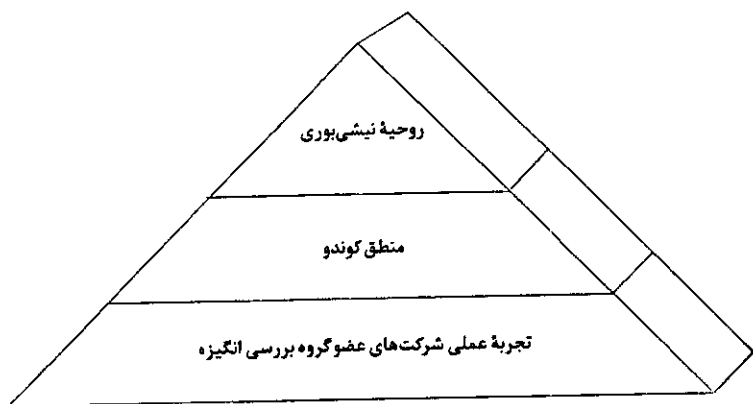 روحیهٔ نیشی‌بوری
منطق کوندو
تجربهٔ عملی شرکت‌های عضو گروه بررسی انگیزه